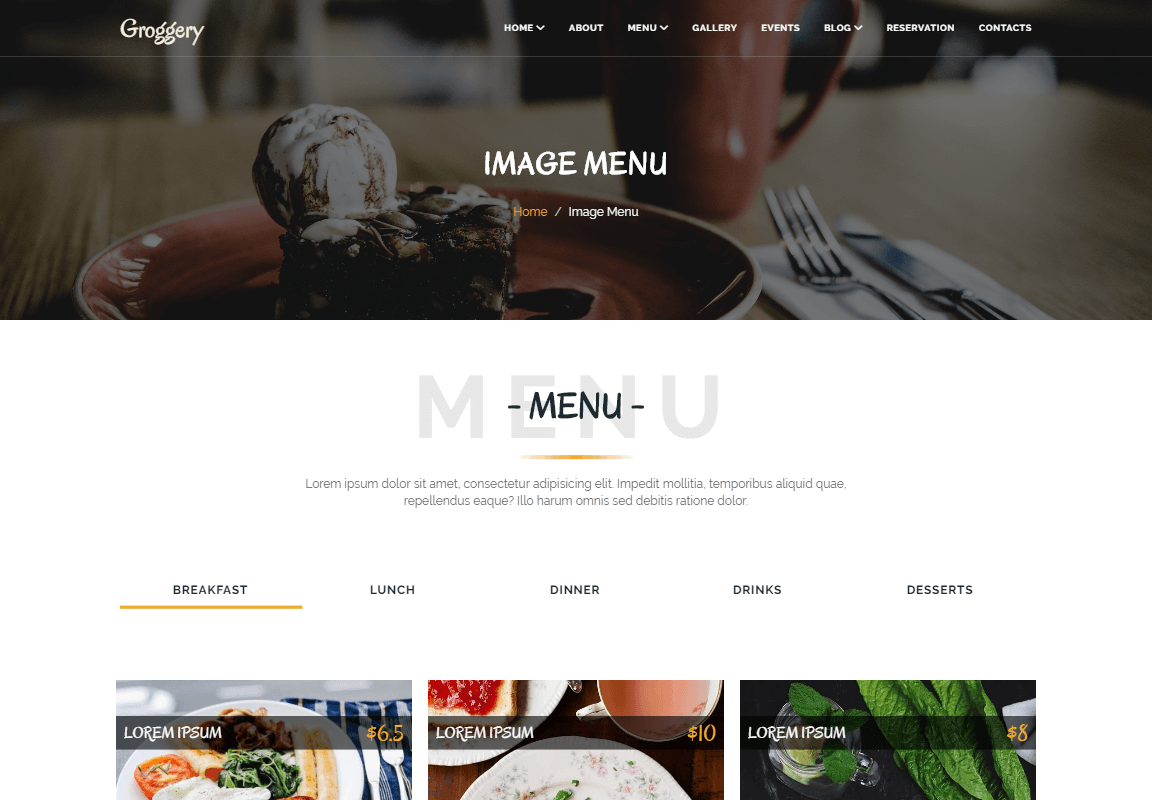 Groggery
HOME ABOUT MENU GALLERY EVENTS BLOG RESERVATION CONTACTS
IMAGE MENU
Home / Image Menu
MENU
- MENU -
Lorem ipsum dolor sit amet, consectetur adipisicing elit. Impedit mollitia, temporibus aliquid quae,
repellendus eaque? Illo harum omnis sed debitis ratione dolor.
BREAKFAST LUNCH DINNER DRINKS DESSERTS
LOREM IPSUM $6.5 LOREM IPSUM $10 LOREM IPSUM $8